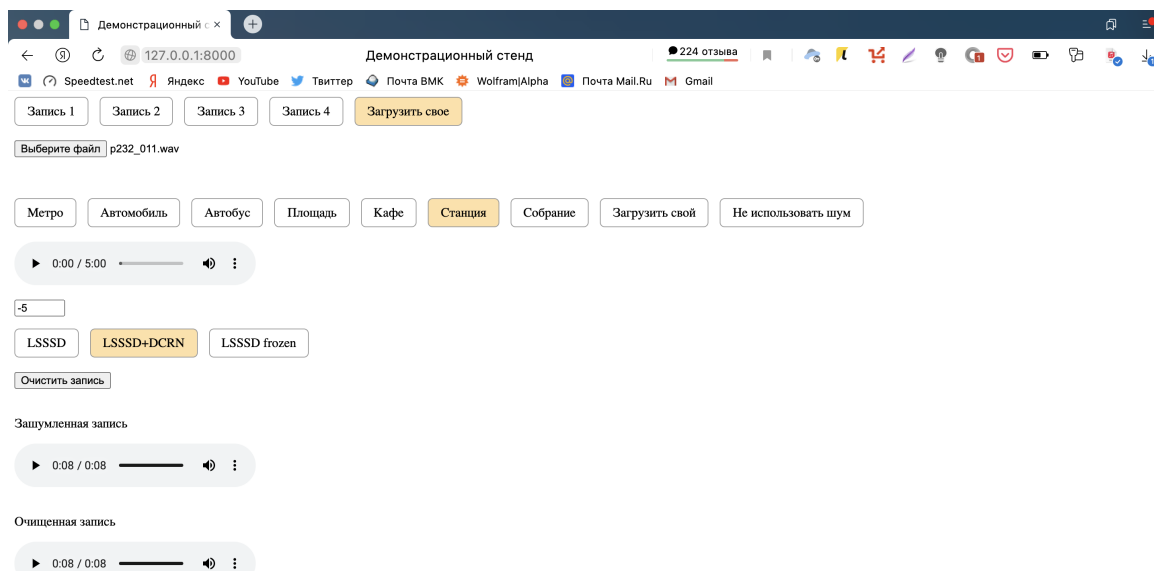 Демонстрационный с ×
127.0.0.1:8000 Демонстрационный стенд 224 отзыва
Speedtest.net Яндекс YouTube Твиттер Почта ВМК Wolfram|Alpha Почта Mail.Ru Gmail
Запись 1 Запись 2 Запись 3 Запись 4 Загрузить свое
Выберите файл p232_011.wav
Метро Автомобиль Автобус Площадь Кафе Станция Собрание Загрузить свой Не использовать шум
0:00 / 5:00
-5
LSSSD LSSSD+DCRN LSSSD frozen
Очистить запись
Зашумленная запись
0:08 / 0:08
Очищенная запись
0:08 / 0:08